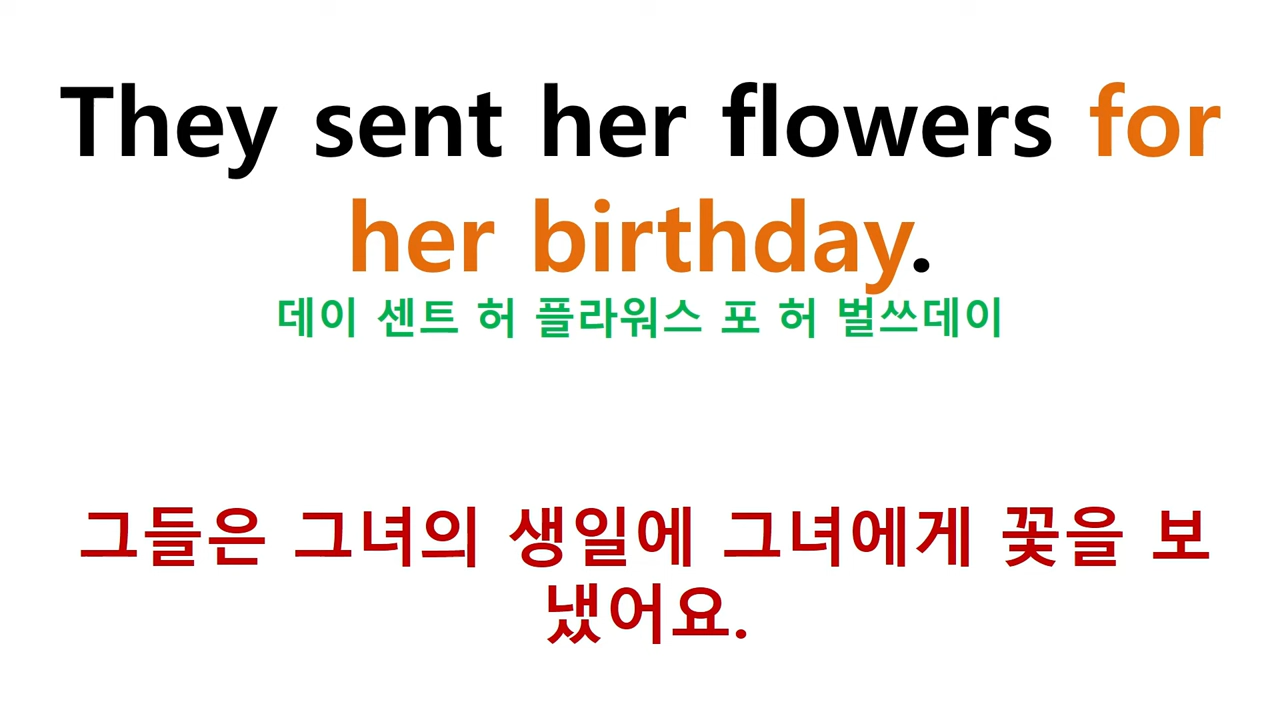 They sent her flowers for
her birthday.
데이 센트 허 플라워스 포 허 벌쓰데이
그들은 그녀의 생일에 그녀에게 꽃을 보
냈어요.